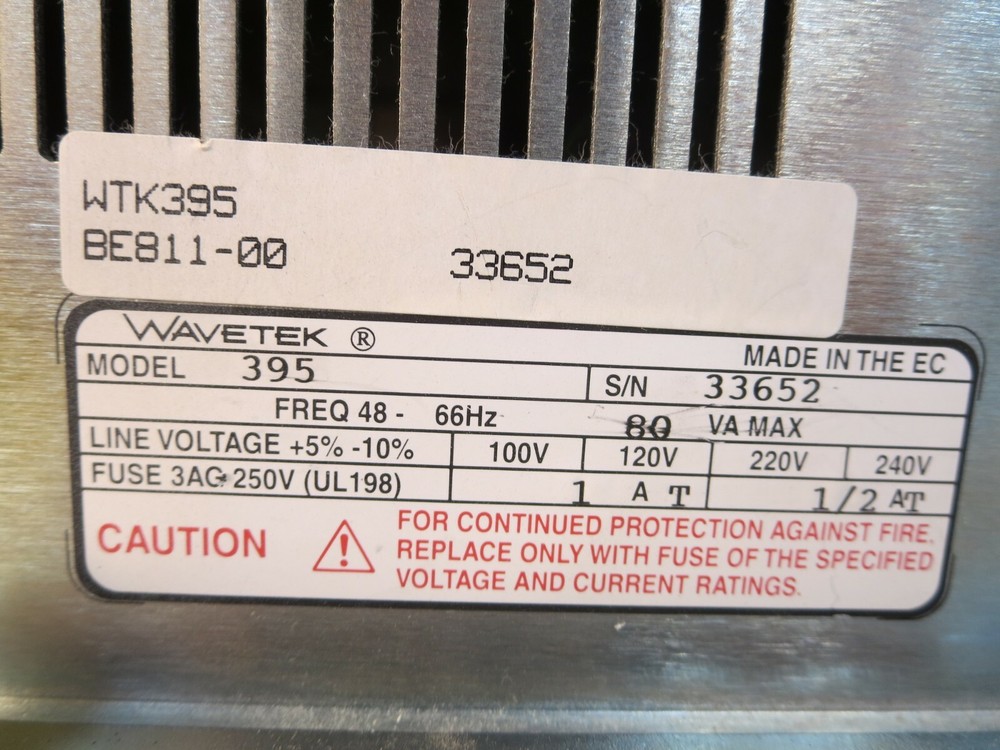 WTK395
BE811-00 33652
WAVETEK ®
MADE IN THE EC
MODEL 395 S/N 33652
FREQ 48 - 66Hz 80 VA MAX
LINE VOLTAGE +5% -10% 100V 120V 220V 240V
FUSE 3AG 250V (UL198) 1 A T 1/2 AT
CAUTION
FOR CONTINUED PROTECTION AGAINST FIRE.
REPLACE ONLY WITH FUSE OF THE SPECIFIED
VOLTAGE AND CURRENT RATINGS.